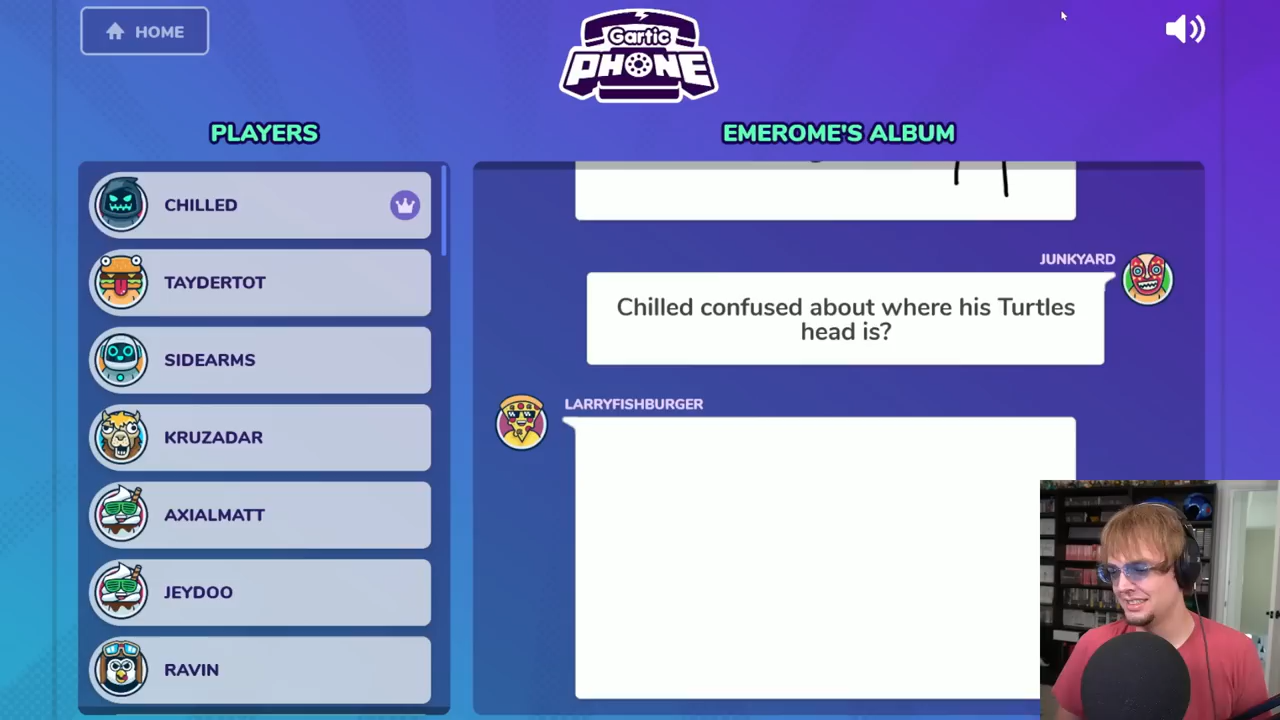 HOME
Gartic
PHONE
PLAYERS
EMEROME'S ALBUM
CHILLED
TAYDERTOT
SIDEARMS
KRUZADAR
AXIALMATT
JEYDOO
RAVIN
JUNKYARD
Chilled confused about where his Turtles
head is?
LARRYFISHBURGER